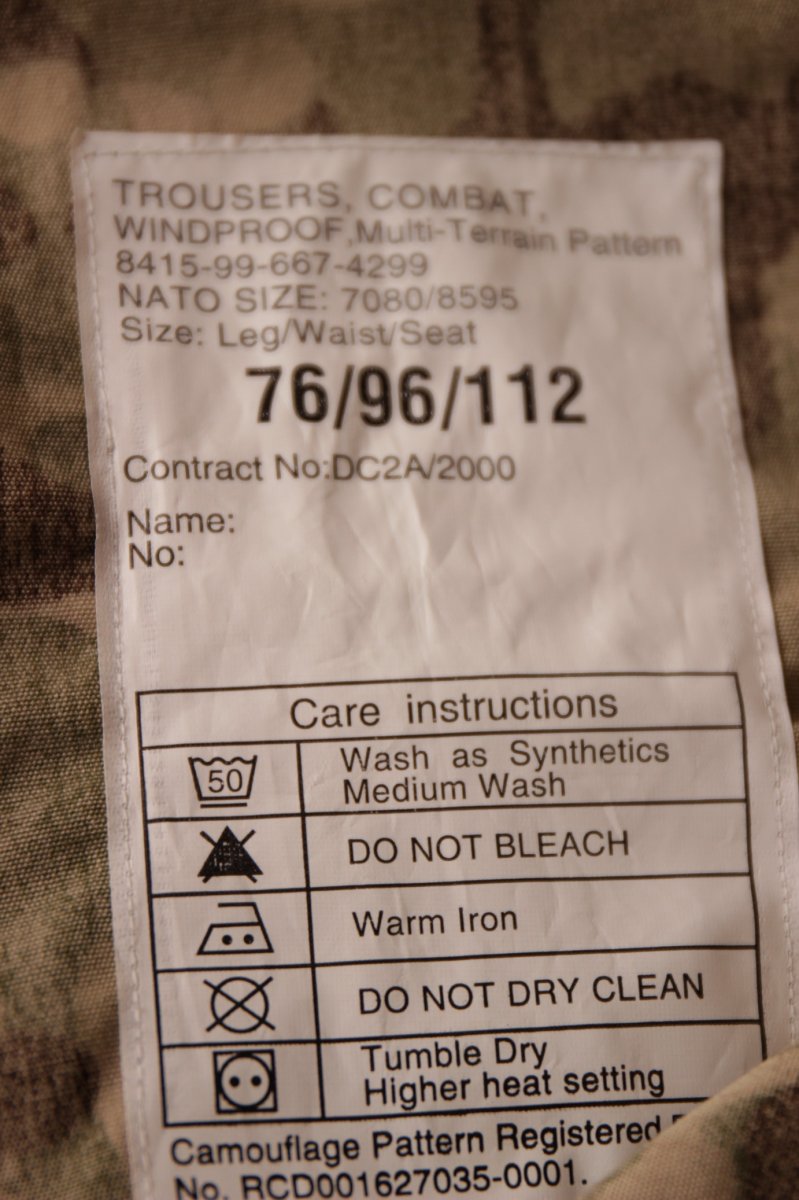 TROUSERS, COMBAT,
WINDPROOF,Multi-Terrain Pattern
8415-99-667-4299
NATO SIZE: 7080/8595
Size: Leg/Waist/Seat
76/96/112
Contract No:DC2A/2000
Name:
No:
Care instructions
50
Wash as Synthetics
Medium Wash
DO NOT BLEACH
Warm Iron
DO NOT DRY CLEAN
Tumble Dry
Higher heat setting
Camouflage Pattern Registered
No. RCD001627035-0001.